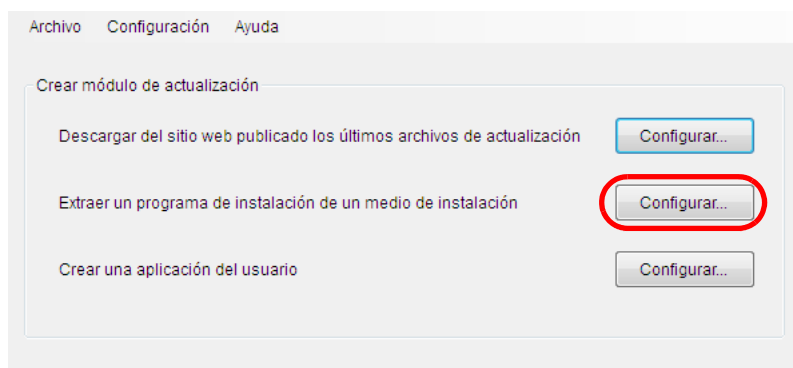 Archivo Configuración Ayuda
Crear módulo de actualización
Descargar del sitio web publicado los últimos archivos de actualización Configurar...
Extraer un programa de instalación de un medio de instalación Configurar...
Crear una aplicación del usuario Configurar...